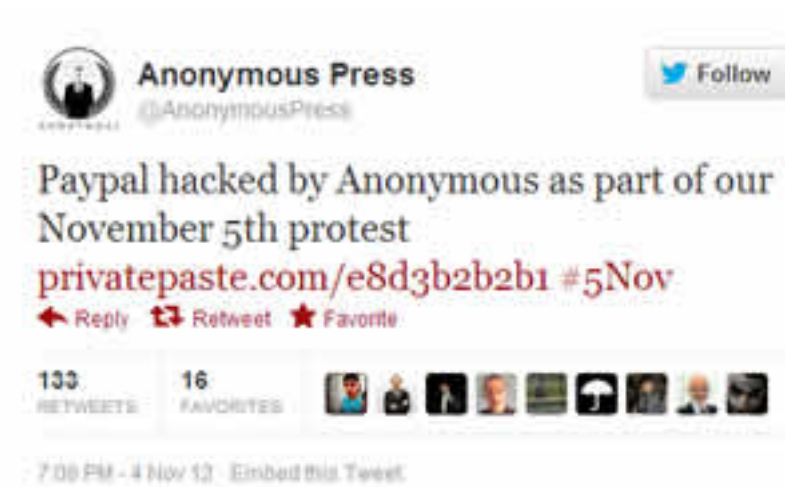 Anonymous Press
Follow
@AnonymousPress
Paypal hacked by Anonymous as part of our
November 5th protest
privatepaste.com/e8d3b2b2b1 #5Nov
Reply Retweet Favorite
133 16
RETWEETS FAVORITES
7:09 PM - 4 Nov 12 Embed this Tweet